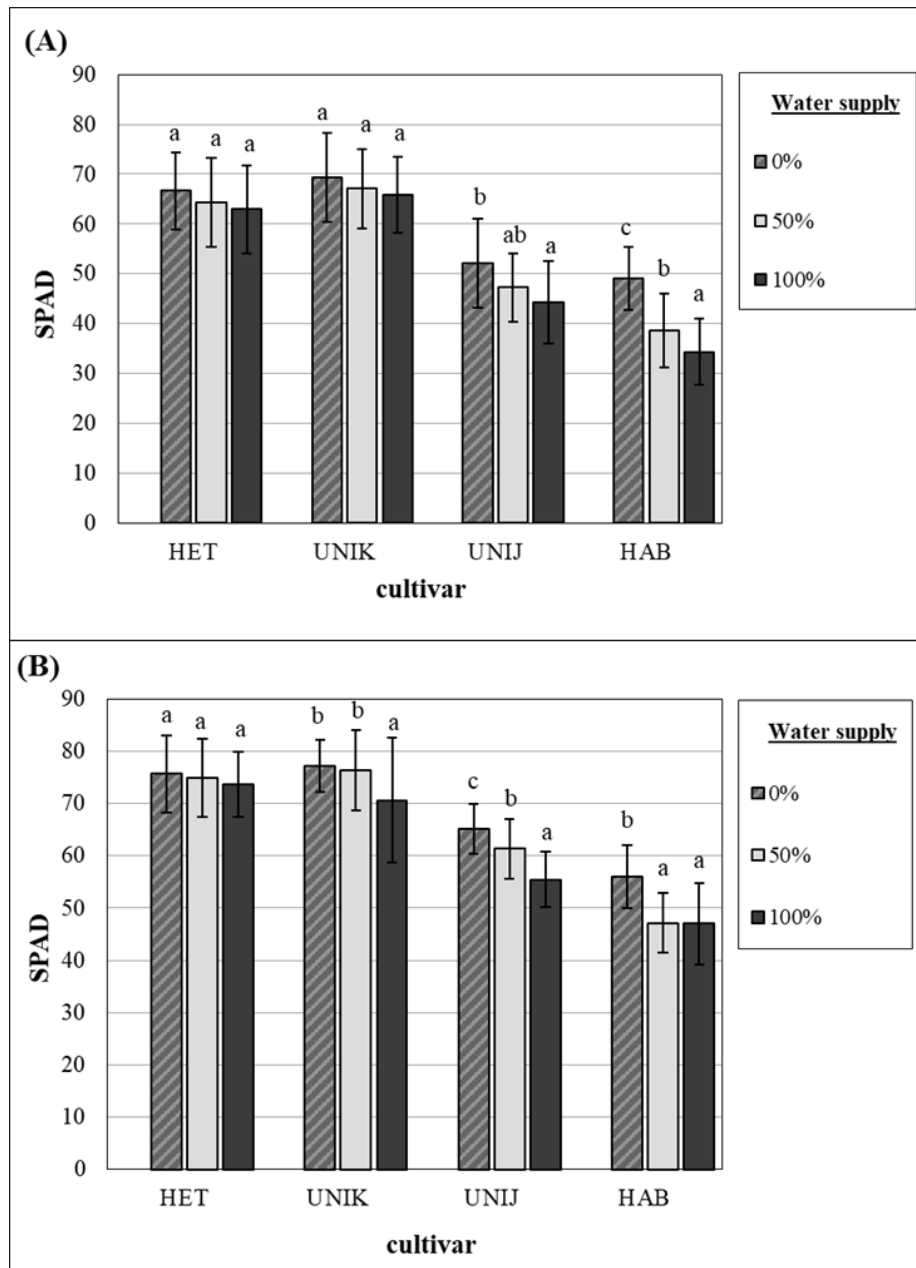 (A)
90
80
70
60
50
40
30
20
10
0
SPAD
a a a a a a b ab a c b a
HET UNIK UNIJ HAB
cultivar
Water supply
0%
50%
100%
(B)
90
80
70
60
50
40
30
20
10
0
SPAD
a a a b b a c b a b a a
HET UNIK UNIJ HAB
cultivar
Water supply
0%
50%
100%